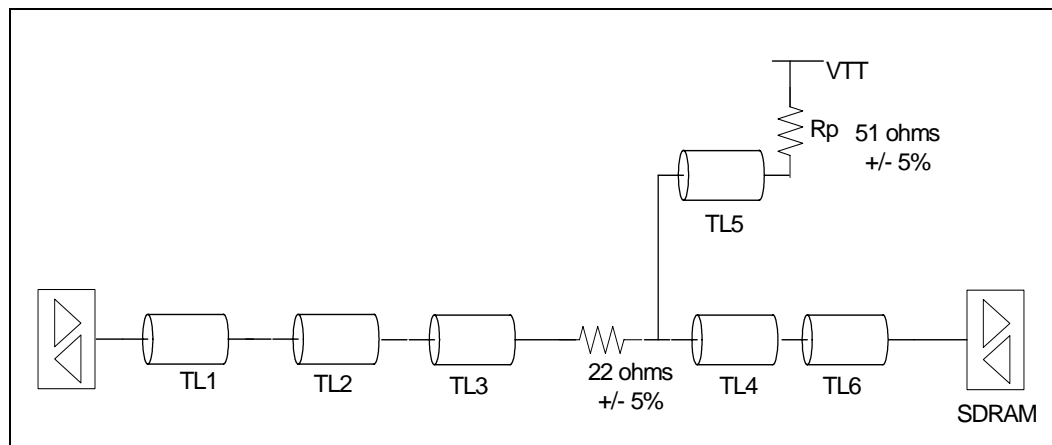 VTT
Rp
51 ohms
+/- 5%
TL5
TL1
TL2
TL3
22 ohms
+/- 5%
TL4
TL6
SDRAM